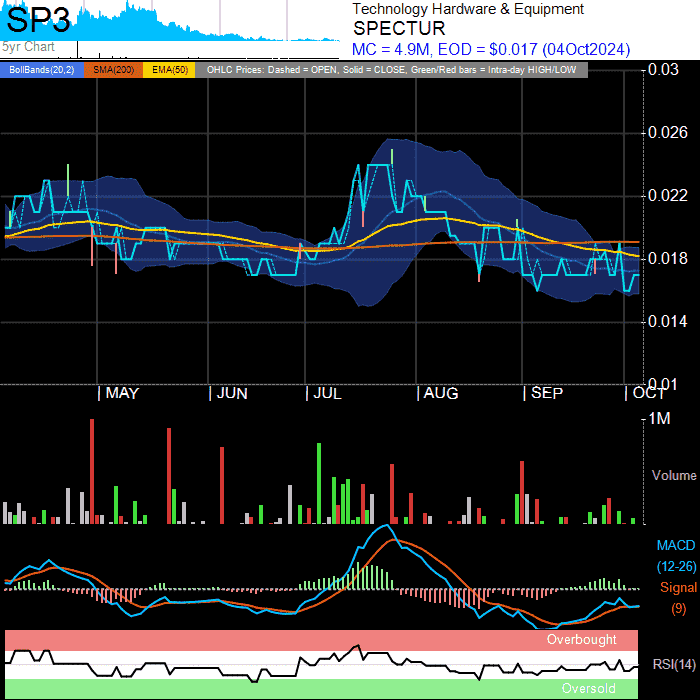 SP3
5yr Chart
Technology Hardware & Equipment
SPECTUR
MC = 4.9M, EOD = $0.017 (04Oct2024)
BollBands(20,2) SMA(200) EMA(50) OHLC Prices: Dashed = OPEN, Solid = CLOSE, Green/Red bars = Intra-day HIGH/LOW
0.03
0.026
0.022
0.018
0.014
0.01
MAY JUN JUL AUG SEP OCT
1M
Volume
MACD
(12-26)
Signal
(9)
Overbought
RSI(14)
Oversold